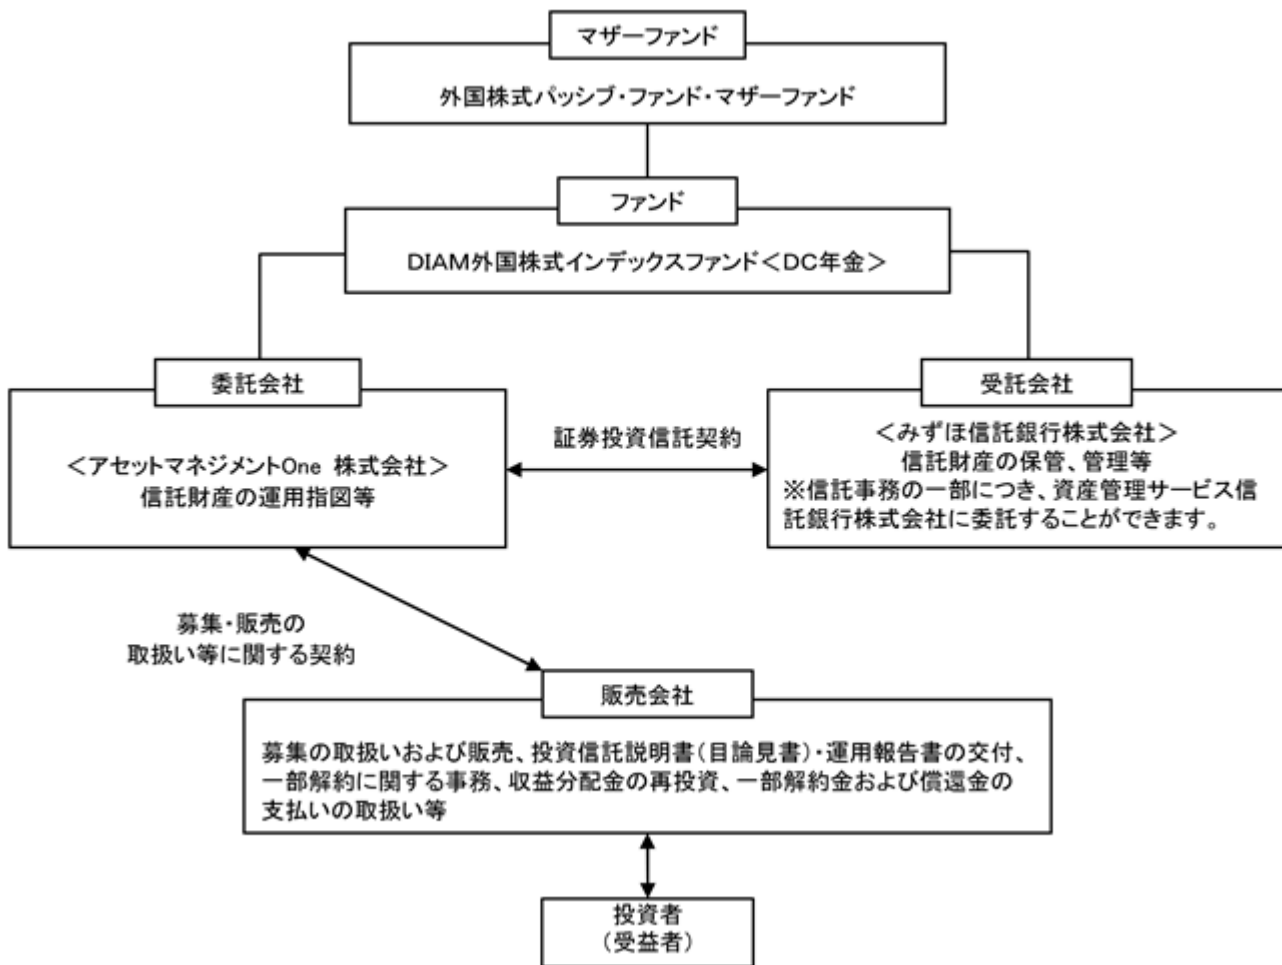 マザーファンド
外国株式パッシブ・ファンド・マザーファンド
ファンド
DIAM外国株式インデックスファンド＜DC年金＞
委託会社
＜アセットマネジメントOne 株式会社＞
信託財産の運用指図等
証券投資信託契約
受託会社
＜みずほ信託銀行株式会社＞
信託財産の保管、管理等
※信託事務の一部につき、資産管理サービス信
託銀行株式会社に委託することができます。
募集・販売の
取扱い等に関する契約
販売会社
募集の取扱いおよび販売、投資信託説明書（目論見書）・運用報告書の交付、
一部解約に関する事務、収益分配金の再投資、一部解約金および償還金の
支払いの取扱い等
投資者
（受益者）